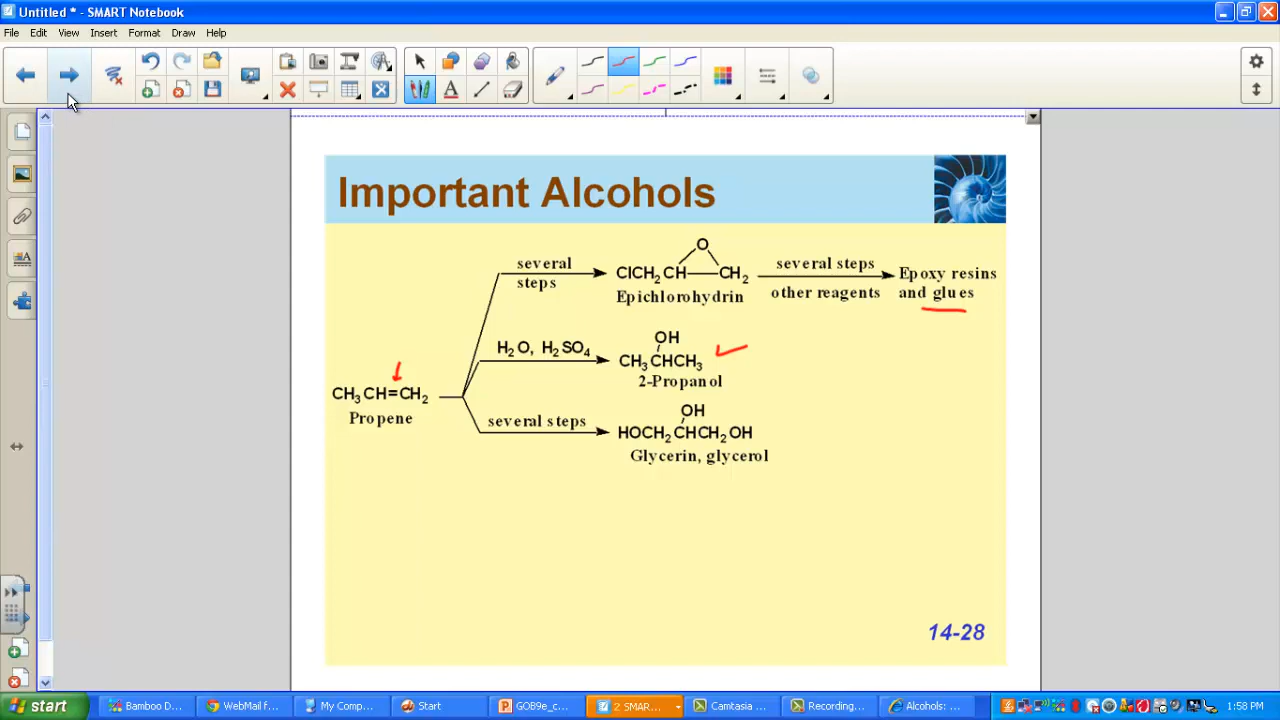 Untitled * - SMART Notebook
File Edit View Insert Format Draw Help
Important Alcohols
several steps
ClCH2CH—CH2
O
Epichlorohydrin
several steps
other reagents
Epoxy resins
and glues
H2O, H2SO4
OH
CH3CHCH3
2-Propanol
CH3CH=CH2
Propene
several steps
OH
HOCH2CHCH2OH
Glycerin, glycerol
14-28
start Bamboo D... WebMail f... My Comp... Start GOB9e_c... 2 SMAR... Camtasia ... Recording... Alcohols: ... 1:58 PM